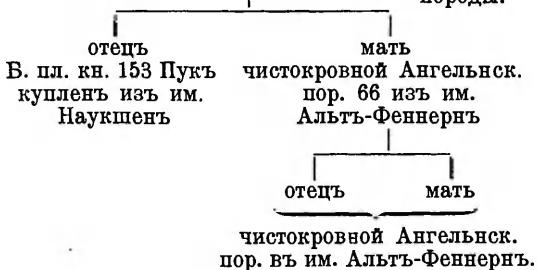 породы.
отецъ мать
Б. пл. кн. 153 Пукъ чистокровной Ангельнск.
купленъ изъ им. пор. 66 изъ им.
Наукшенъ Альтъ-Феннернъ
отецъ мать
чистокровной Ангельнск.
пор. въ им. Альтъ-Феннернъ.